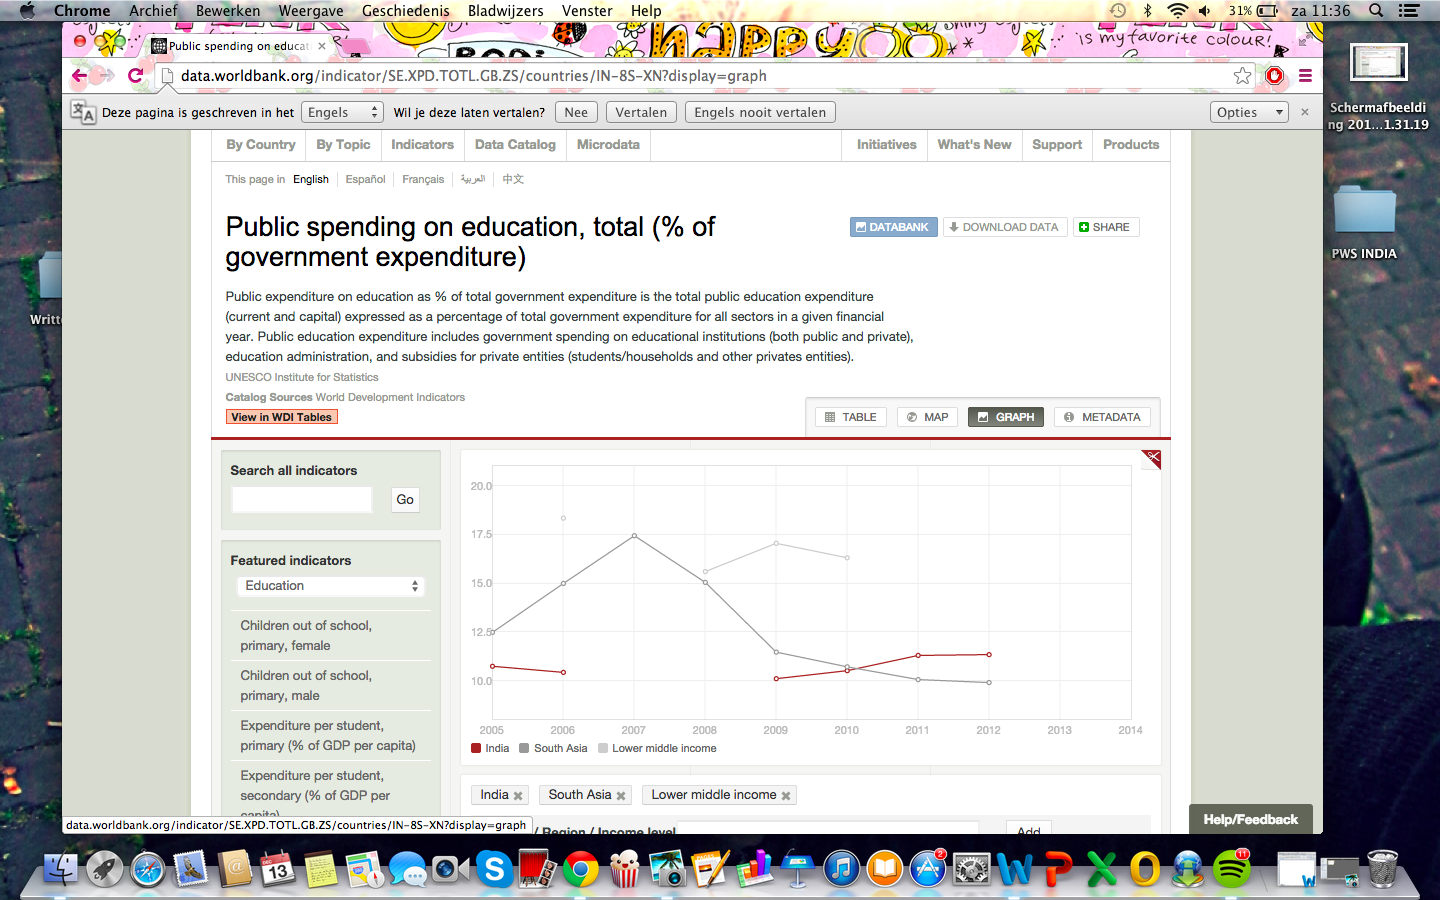 Chrome Archief Bewerken Weergave Geschiedenis Bladwijzers Venster Help 31% za 11:36
Public spending on educat
happy
is my favorite colour!
data.worldbank.org/indicator/SE.XPD.TOTL.GB.ZS/countries/IN-8S-XN?display=graph
Deze pagina is geschreven in het Engels Wil je deze laten vertalen? Nee Vertalen Engels nooit vertalen Opties
Schermafbeeldi
ng 201...1.31.19
PWS INDIA
Writt
By Country By Topic Indicators Data Catalog Microdata Initiatives What's New Support Products
This page in English Español Français العربية 中文
Public spending on education, total (% of
government expenditure)
DATABANK DOWNLOAD DATA SHARE
Public expenditure on education as % of total government expenditure is the total public education expenditure
(current and capital) expressed as a percentage of total government expenditure for all sectors in a given financial
year. Public education expenditure includes government spending on educational institutions (both public and private),
education administration, and subsidies for private entities (students/households and other privates entities).
UNESCO Institute for Statistics
Catalog Sources World Development Indicators
View in WDI Tables
TABLE MAP GRAPH METADATA
Search all indicators
Go
Featured indicators
Education
Children out of school,
primary, female
Children out of school,
primary, male
Expenditure per student,
primary (% of GDP per capita)
Expenditure per student,
secondary (% of GDP per
capita)
20.0
17.5
15.0
12.5
10.0
2005 2006 2007 2008 2009 2010 2011 2012 2013 2014
India South Asia Lower middle income
India South Asia Lower middle income
/ Region / Income level Add
Help/Feedback
data.worldbank.org/indicator/SE.XPD.TOTL.GB.ZS/countries/IN-8S-XN?display=graph
DEC
13
2
11